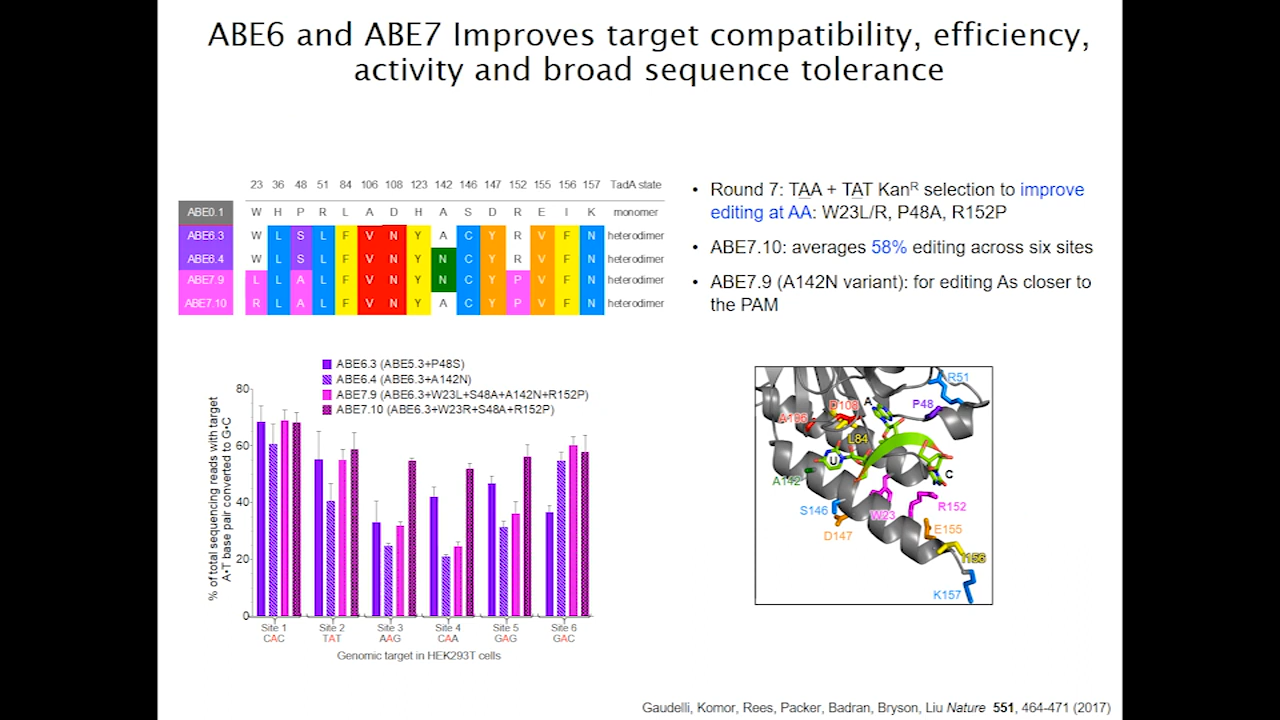 ABE6 and ABE7 Improves target compatibility, efficiency,
activity and broad sequence tolerance
23 36 48 51 84 106 108 123 142 146 147 152 155 156 157 TadA state
ABE0.1 W H P R L A D H A S D R E I K monomer
ABE6.3 W L S L F V N Y A C Y R V F N heterodimer
ABE6.4 W L S L F V N Y N C Y R V F N heterodimer
ABE7.9 L L A L F V N Y N C Y P V F N heterodimer
ABE7.10 R L A L F V N Y A C Y P V F N heterodimer
• Round 7: TAA + TAT Kanᴿ selection to improve
editing at AA: W23L/R, P48A, R152P
• ABE7.10: averages 58% editing across six sites
• ABE7.9 (A142N variant): for editing As closer to
the PAM
ABE6.3 (ABE5.3+P48S)
ABE6.4 (ABE6.3+A142N)
ABE7.9 (ABE6.3+W23L+S48A+A142N+R152P)
ABE7.10 (ABE6.3+W23R+S48A+R152P)
% of total sequencing reads with target
A•T base pair converted to G•C
80
60
40
20
0
Site 1 Site 2 Site 3 Site 4 Site 5 Site 6
CAC TAT AAG CAA GAG GAC
Genomic target in HEK293T cells
R51
P48
A
D108
A106
L84
U
C
A142
S146
W23
R152
D147
E155
I156
K157
Gaudelli, Komor, Rees, Packer, Badran, Bryson, Liu Nature 551, 464-471 (2017)